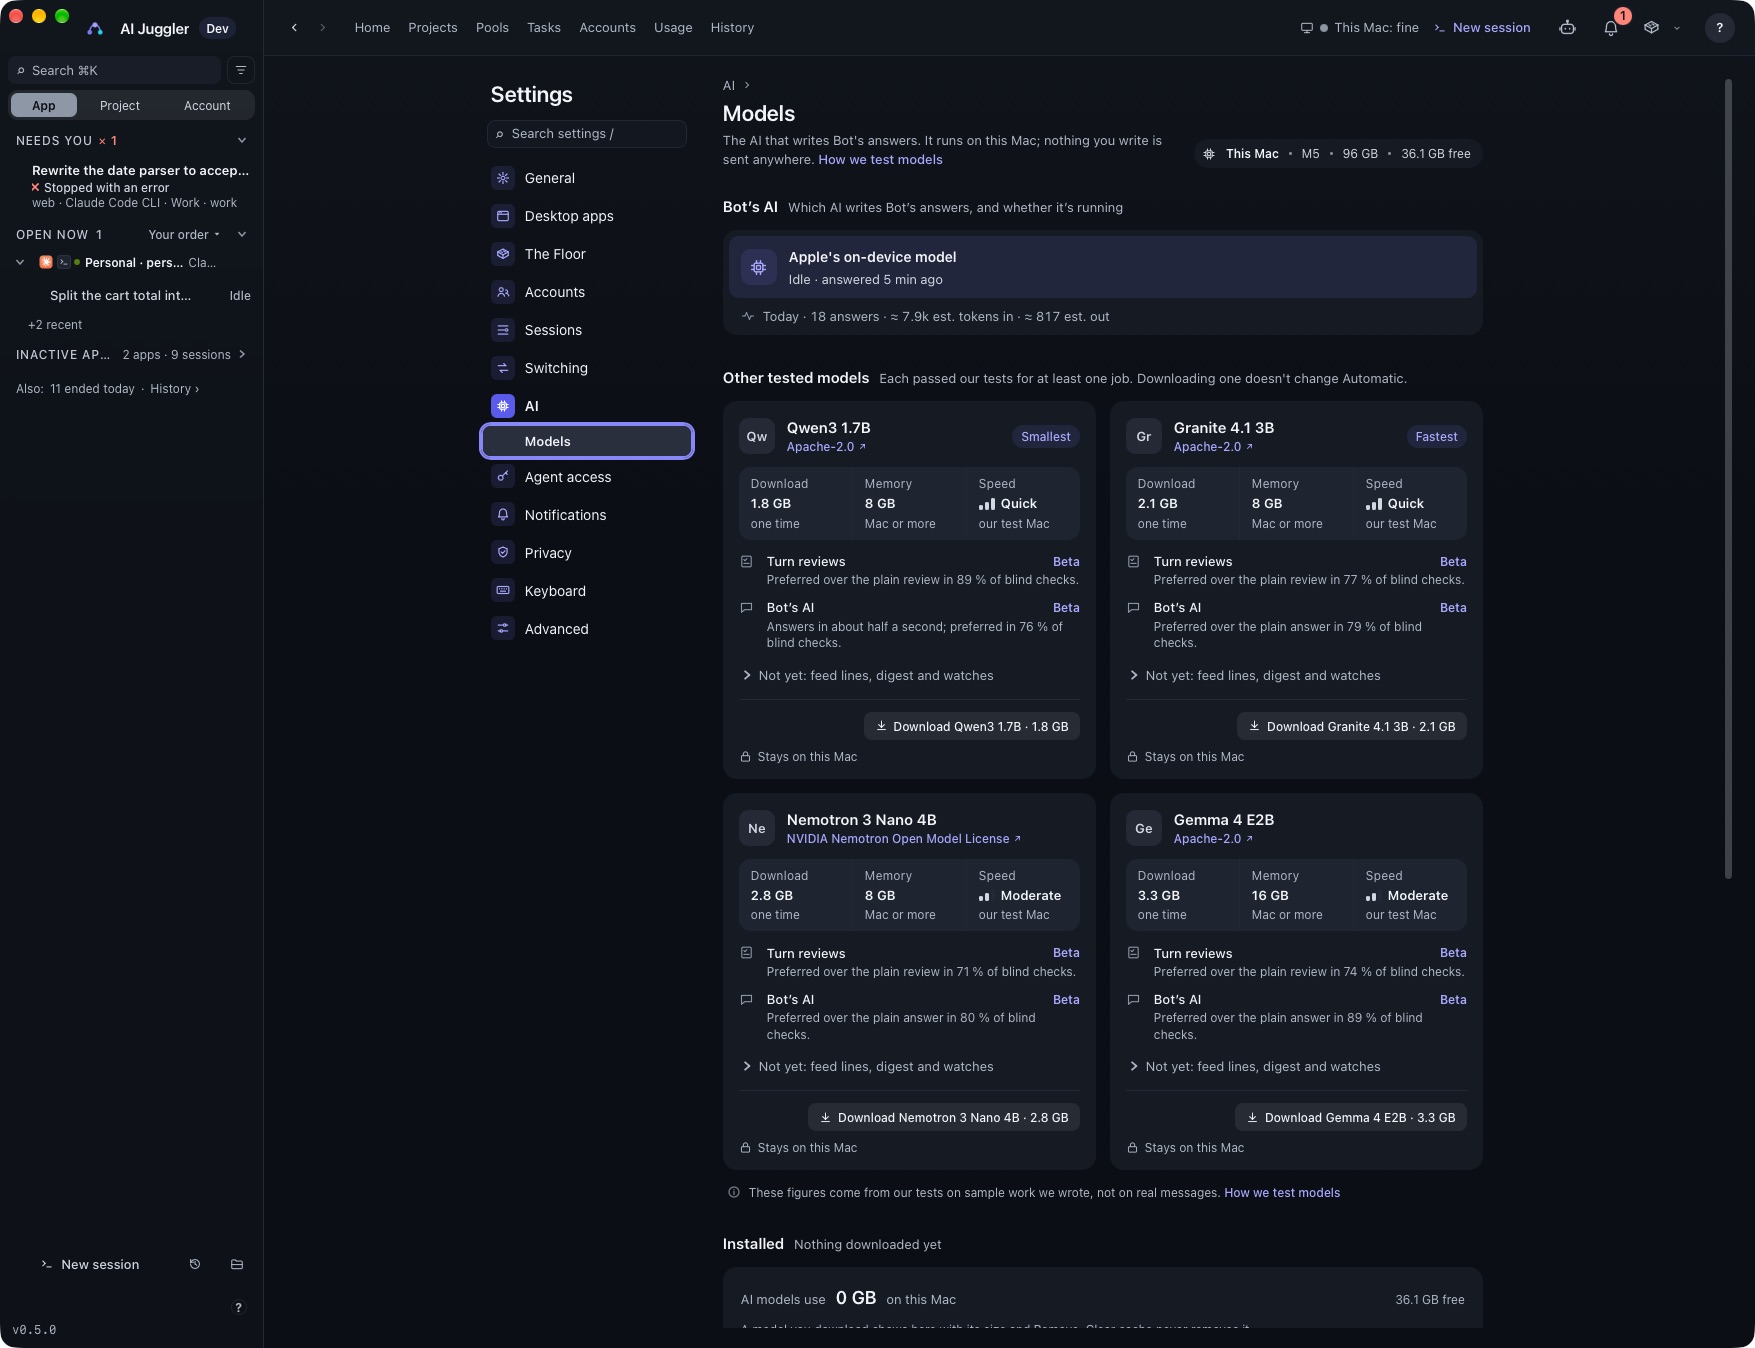 AI Juggler Dev
Search ⌘K
App Project Account
NEEDS YOU × 1
Rewrite the date parser to accep...
× Stopped with an error
web · Claude Code CLI · Work · work
OPEN NOW 1 Your order
Personal · pers... Cla...
Split the cart total int... Idle
+2 recent
INACTIVE AP... 2 apps · 9 sessions
Also: 11 ended today · History ›
New session
?
v0.5.0
Home Projects Pools Tasks Accounts Usage History
This Mac: fine
New session
1
?
Settings
Search settings /
General
Desktop apps
The Floor
Accounts
Sessions
Switching
AI
Models
Agent access
Notifications
Privacy
Keyboard
Advanced
AI ›
Models
The AI that writes Bot's answers. It runs on this Mac; nothing you write is
sent anywhere. How we test models
This Mac • M5 • 96 GB • 36.1 GB free
Bot's AI Which AI writes Bot's answers, and whether it's running
Apple's on-device model
Idle · answered 5 min ago
Today · 18 answers · ≈ 7.9k est. tokens in · ≈ 817 est. out
Other tested models Each passed our tests for at least one job. Downloading one doesn't change Automatic.
Qw
Qwen3 1.7B
Apache-2.0 ↗
Smallest
Download Memory Speed
1.8 GB 8 GB Quick
one time Mac or more our test Mac
Turn reviews Beta
Preferred over the plain review in 89 % of blind checks.
Bot's AI Beta
Answers in about half a second; preferred in 76 % of
blind checks.
Not yet: feed lines, digest and watches
Download Qwen3 1.7B · 1.8 GB
Stays on this Mac
Gr
Granite 4.1 3B
Apache-2.0 ↗
Fastest
Download Memory Speed
2.1 GB 8 GB Quick
one time Mac or more our test Mac
Turn reviews Beta
Preferred over the plain review in 77 % of blind checks.
Bot's AI Beta
Preferred over the plain answer in 79 % of blind
checks.
Not yet: feed lines, digest and watches
Download Granite 4.1 3B · 2.1 GB
Stays on this Mac
Ne
Nemotron 3 Nano 4B
NVIDIA Nemotron Open Model License ↗
Download Memory Speed
2.8 GB 8 GB Moderate
one time Mac or more our test Mac
Turn reviews Beta
Preferred over the plain review in 71 % of blind checks.
Bot's AI Beta
Preferred over the plain answer in 80 % of blind
checks.
Not yet: feed lines, digest and watches
Download Nemotron 3 Nano 4B · 2.8 GB
Stays on this Mac
Ge
Gemma 4 E2B
Apache-2.0 ↗
Download Memory Speed
3.3 GB 16 GB Moderate
one time Mac or more our test Mac
Turn reviews Beta
Preferred over the plain review in 74 % of blind checks.
Bot's AI Beta
Preferred over the plain answer in 89 % of blind
checks.
Not yet: feed lines, digest and watches
Download Gemma 4 E2B · 3.3 GB
Stays on this Mac
These figures come from our tests on sample work we wrote, not on real messages. How we test models
Installed Nothing downloaded yet
AI models use 0 GB on this Mac
36.1 GB free